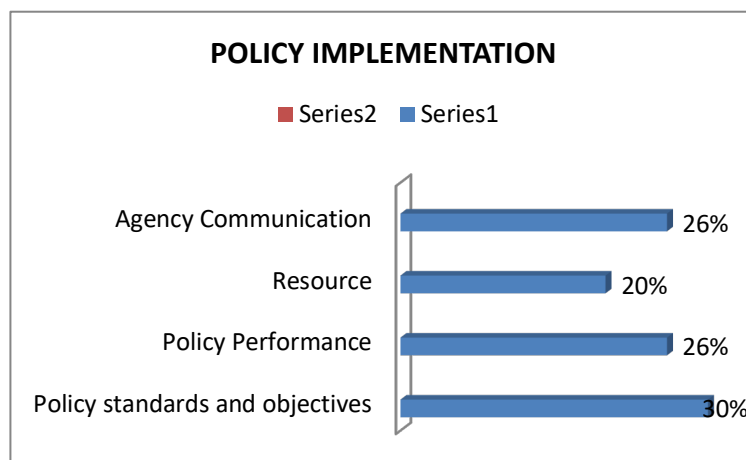 POLICY IMPLEMENTATION
Series2 Series1
Agency Communication 26%
Resource 20%
Policy Performance 26%
Policy standards and objectives 30%